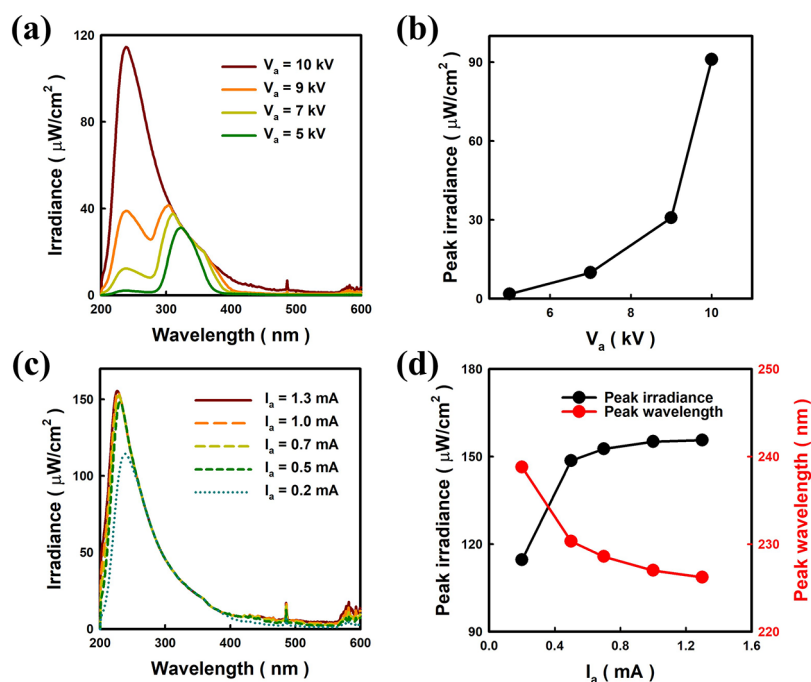 (a)
Irradiance ( μW/cm²)
120
80
40
0
Vₐ = 10 kV
Vₐ = 9 kV
Vₐ = 7 kV
Vₐ = 5 kV
200 300 400 500 600
Wavelength ( nm )
(b)
Peak irradiance ( μW/cm²)
90
60
30
0
6 8 10
Vₐ ( kV )
(c)
Irradiance ( μW/cm²)
150
100
50
0
Iₐ = 1.3 mA
Iₐ = 1.0 mA
Iₐ = 0.7 mA
Iₐ = 0.5 mA
Iₐ = 0.2 mA
200 300 400 500 600
Wavelength ( nm )
(d)
Peak irradiance ( μW/cm²)
180
150
120
90
Peak irradiance
Peak wavelength
250
240
230
220
Peak wavelength ( nm )
0.0 0.4 0.8 1.2 1.6
Iₐ ( mA )